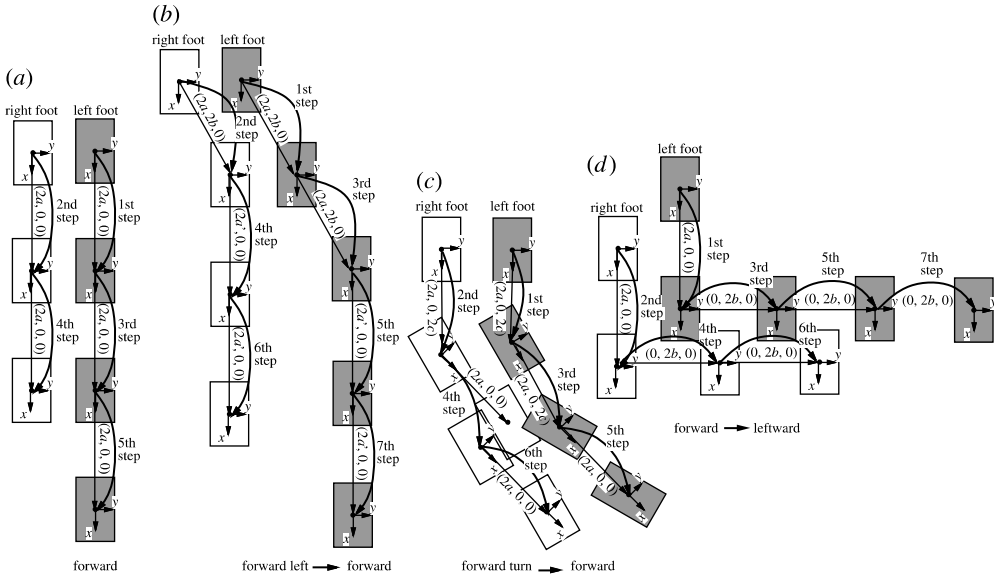 (a)
right foot
left foot
y
y
x
x
(2a, 0, 0)
2nd
step
(2a, 0, 0)
1st
step
y
y
x
x
(2a, 0, 0)
4th
step
(2a, 0, 0)
3rd
step
y
y
x
x
(2a, 0, 0)
5th
step
y
x
forward
(b)
right foot
left foot
y
y
x
x
(2a,2b,0)
2nd
step
(2a,2b,0)
1st
step
y
y
x
x
(2a', 0, 0)
4th
step
(2a,2b,0)
3rd
step
y
y
x
x
(2a', 0, 0)
6th
step
(2a', 0, 0)
5th
step
y
y
x
x
(2a', 0, 0)
7th
step
y
x
forward left
forward
(c)
right foot
left foot
y
y
x
x
(2a, 0, 2c)
2nd
step
(2a, 0, 2c)
1st
step
y
y
x
x
(2a, 0, 0)
4th
step
(2a, 0, 2c)
3rd
step
y
y
x
x
(2a, 0, 0)
6th
step
(2a, 0, 0)
5th
step
y
y
x
x
forward turn
forward
(d)
left foot
y
x
right foot
y
x
(2a, 0, 0)
1st
step
(2a, 0, 0)
2nd
step
3rd
step
5th
step
7th
step
(0, 2b, 0)
(0, 2b, 0)
(0, 2b, 0)
y
y
y
y
x
x
x
x
4th
step
6th
step
(0, 2b, 0)
(0, 2b, 0)
y
y
y
x
x
x
forward
leftward